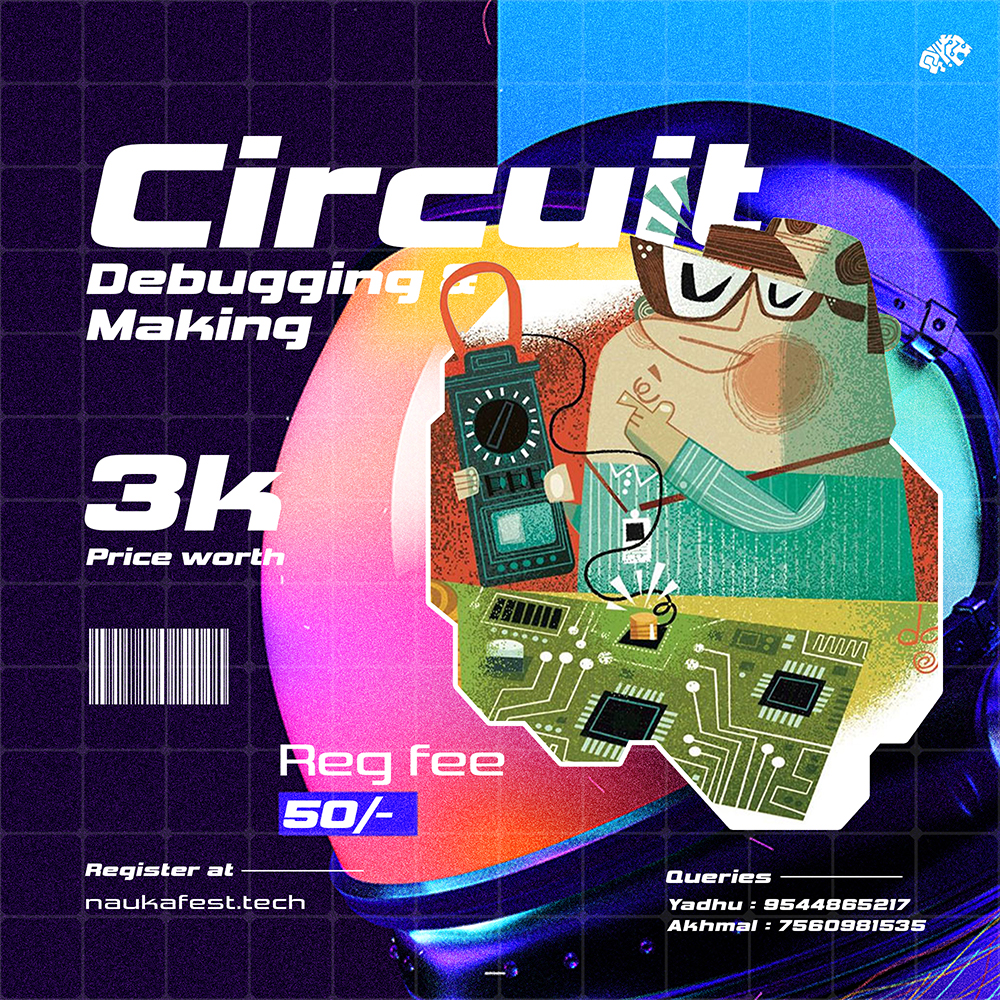 Circuit
Debugging &
Making
3k
Price worth
Reg fee
50/-
Register at
naukafest.tech
Queries
Yadhu : 9544865217
Akhmal : 7560981535